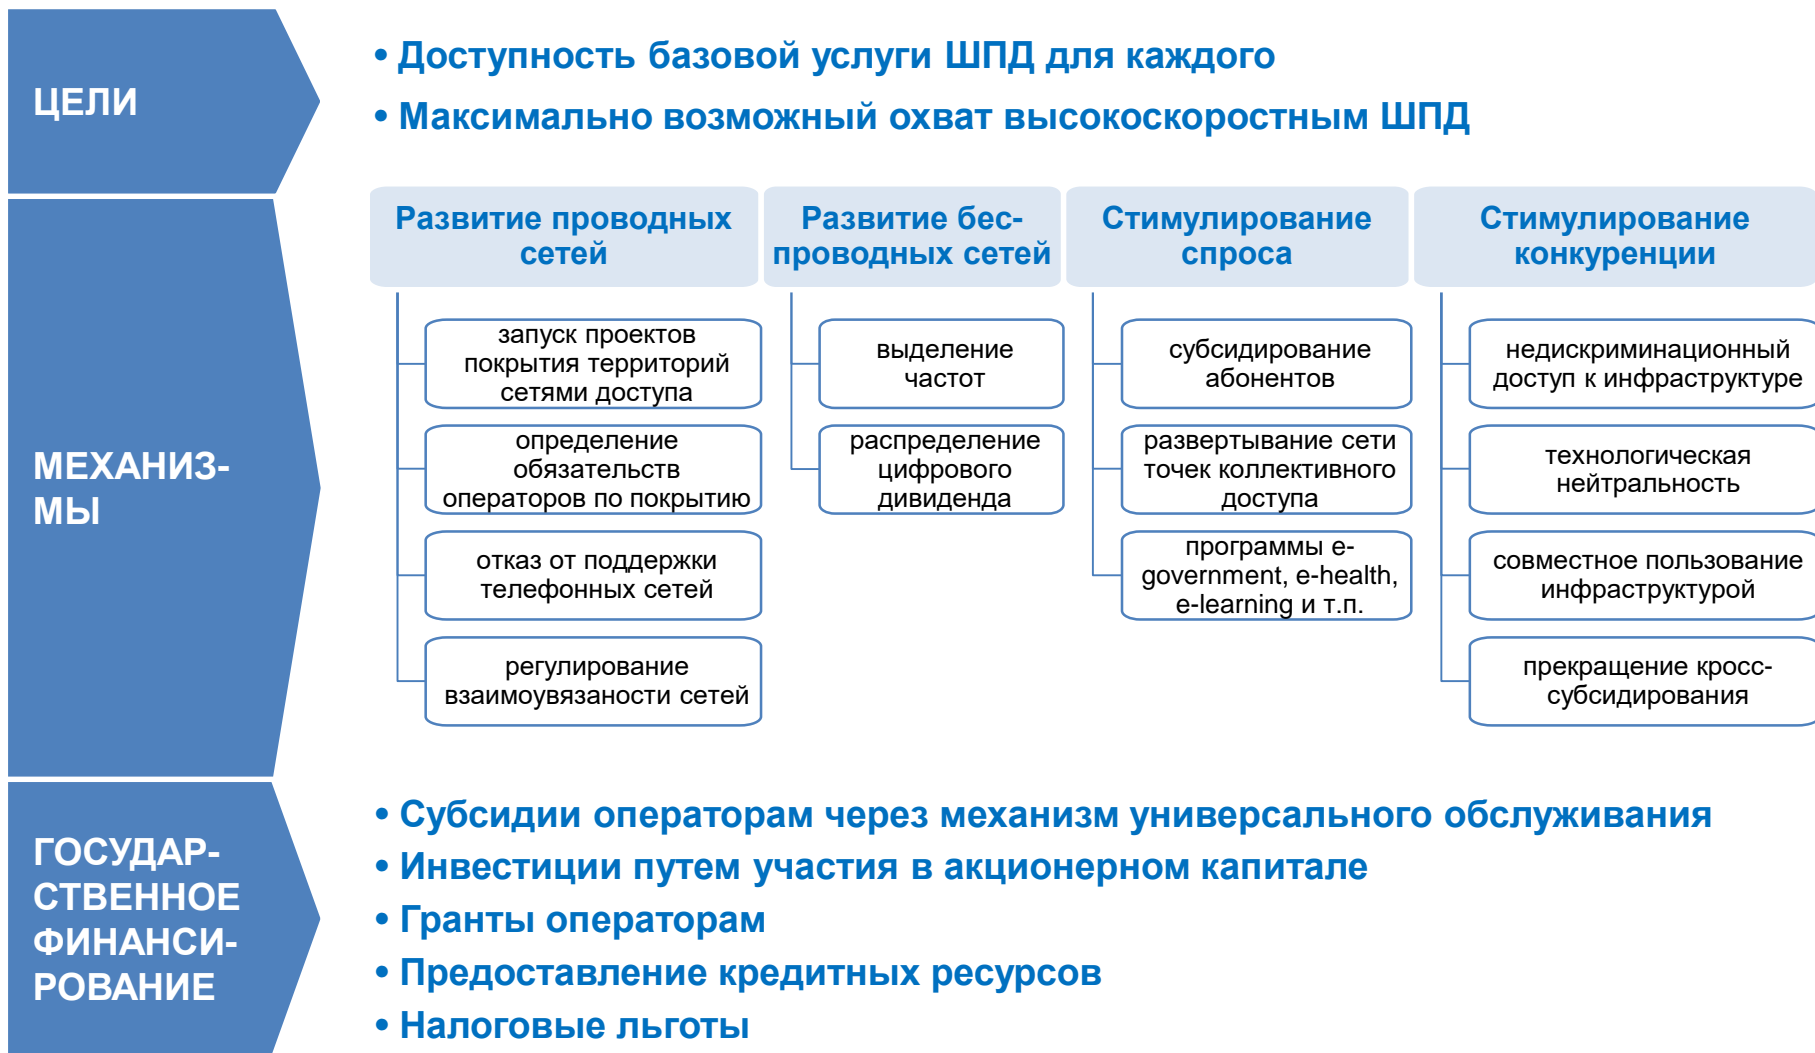 ЦЕЛИ
• Доступность базовой услуги ШПД для каждого
• Максимально возможный охват высокоскоростным ШПД
МЕХАНИЗ-
МЫ
Развитие проводных
сетей
запуск проектов
покрытия территорий
сетями доступа
определение
обязательств
операторов по покрытию
отказ от поддержки
телефонных сетей
регулирование
взаимоувязаности сетей
Развитие бес-
проводных сетей
выделение
частот
распределение
цифрового
дивиденда
Стимулирование
спроса
субсидирование
абонентов
развертывание сети
точек коллективного
доступа
программы e-
government, e-health,
e-learning и т.п.
Стимулирование
конкуренции
недискриминационный
доступ к инфраструктуре
технологическая
нейтральность
совместное пользование
инфраструктурой
прекращение кросс-
субсидирования
ГОСУДАР-
СТВЕННОЕ
ФИНАНСИ-
РОВАНИЕ
• Субсидии операторам через механизм универсального обслуживания
• Инвестиции путем участия в акционерном капитале
• Гранты операторам
• Предоставление кредитных ресурсов
• Налоговые льготы